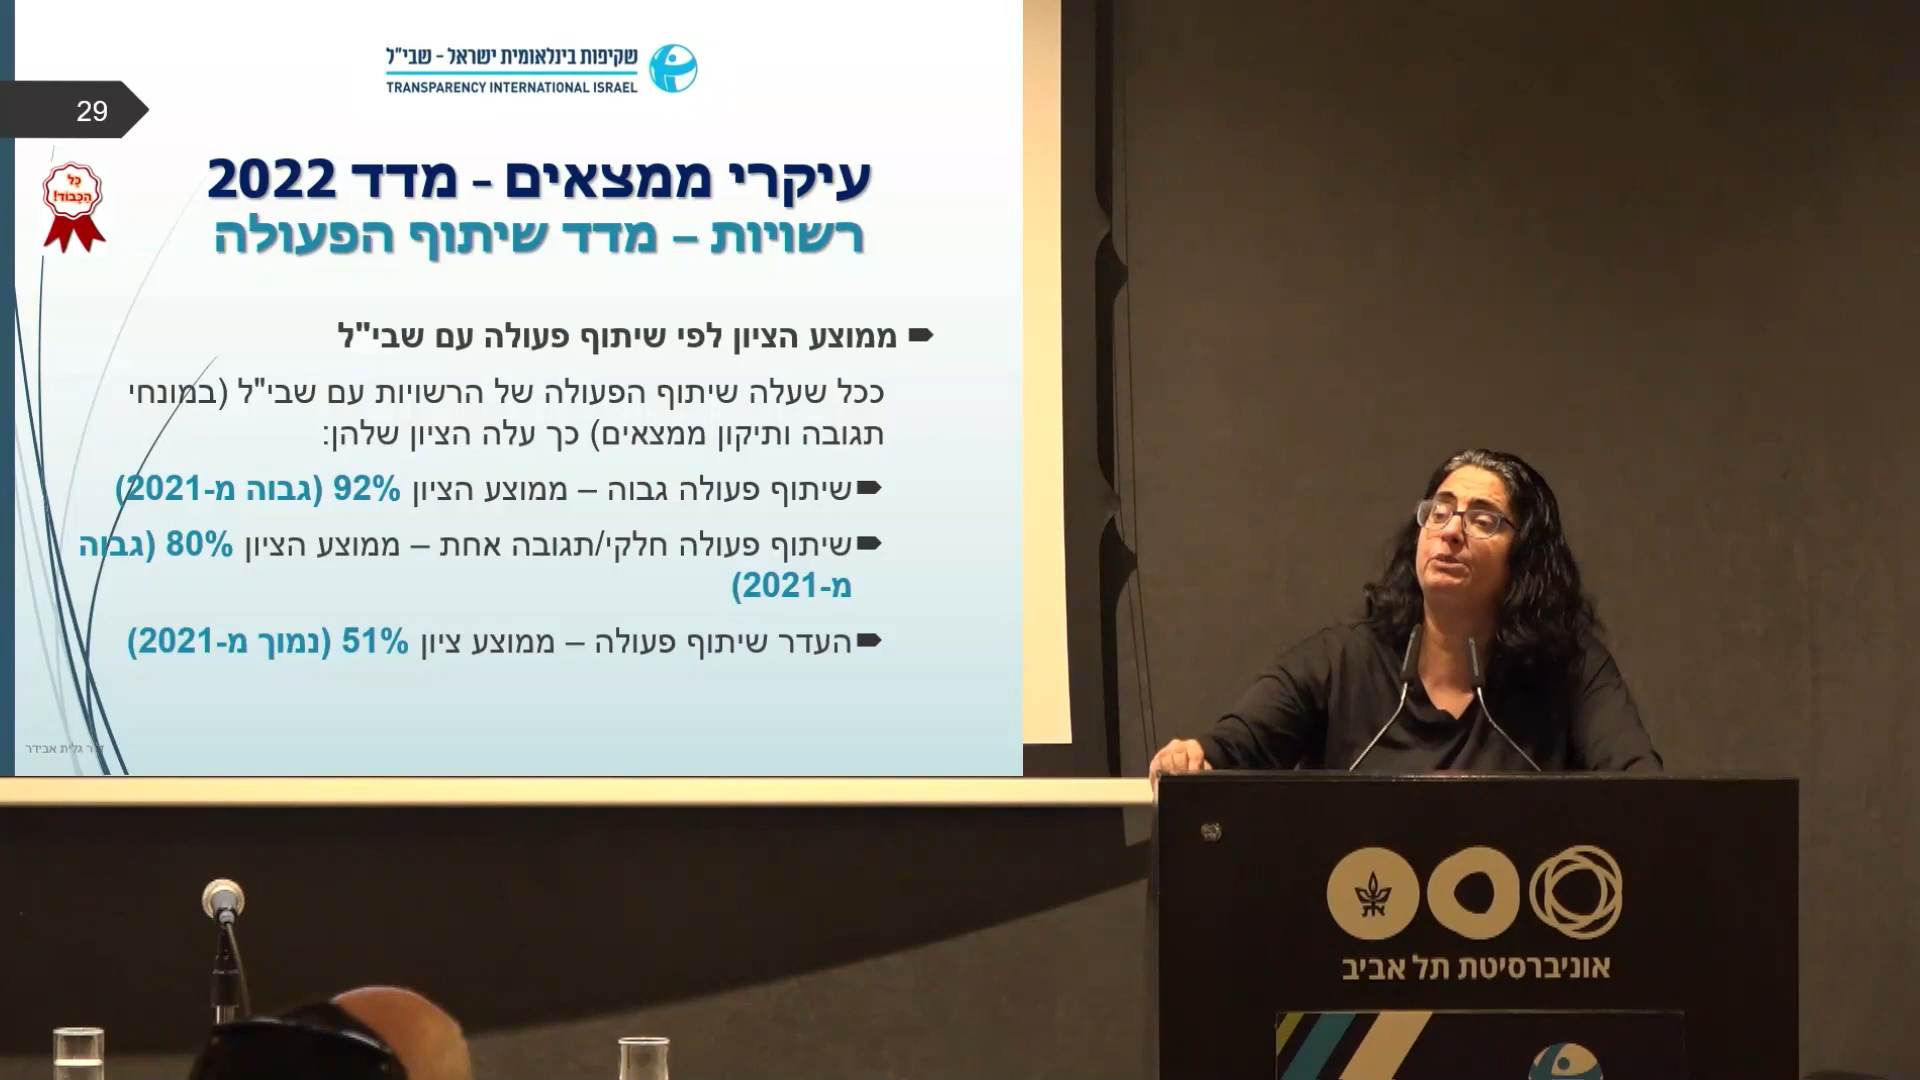 שקיפות בינלאומית ישראל - שבי"ל
TRANSPARENCY INTERNATIONAL ISRAEL
29
כָּל
הַכָּבוֹד!
עיקרי ממצאים - מדד 2022
רשויות – מדד שיתוף הפעולה
ממוצע הציון לפי שיתוף פעולה עם שבי"ל
ככל שעלה שיתוף הפעולה של הרשויות עם שבי"ל (במונחי
תגובה ותיקון ממצאים) כך עלה הציון שלהן:
שיתוף פעולה גבוה – ממוצע הציון 92% (גבוה מ-2021)
שיתוף פעולה חלקי/תגובה אחת – ממוצע הציון 80% (גבוה
מ-2021)
העדר שיתוף פעולה – ממוצע ציון 51% (נמוך מ-2021)
ד"ר גלית אבידר
אוניברסיטת תל אביב